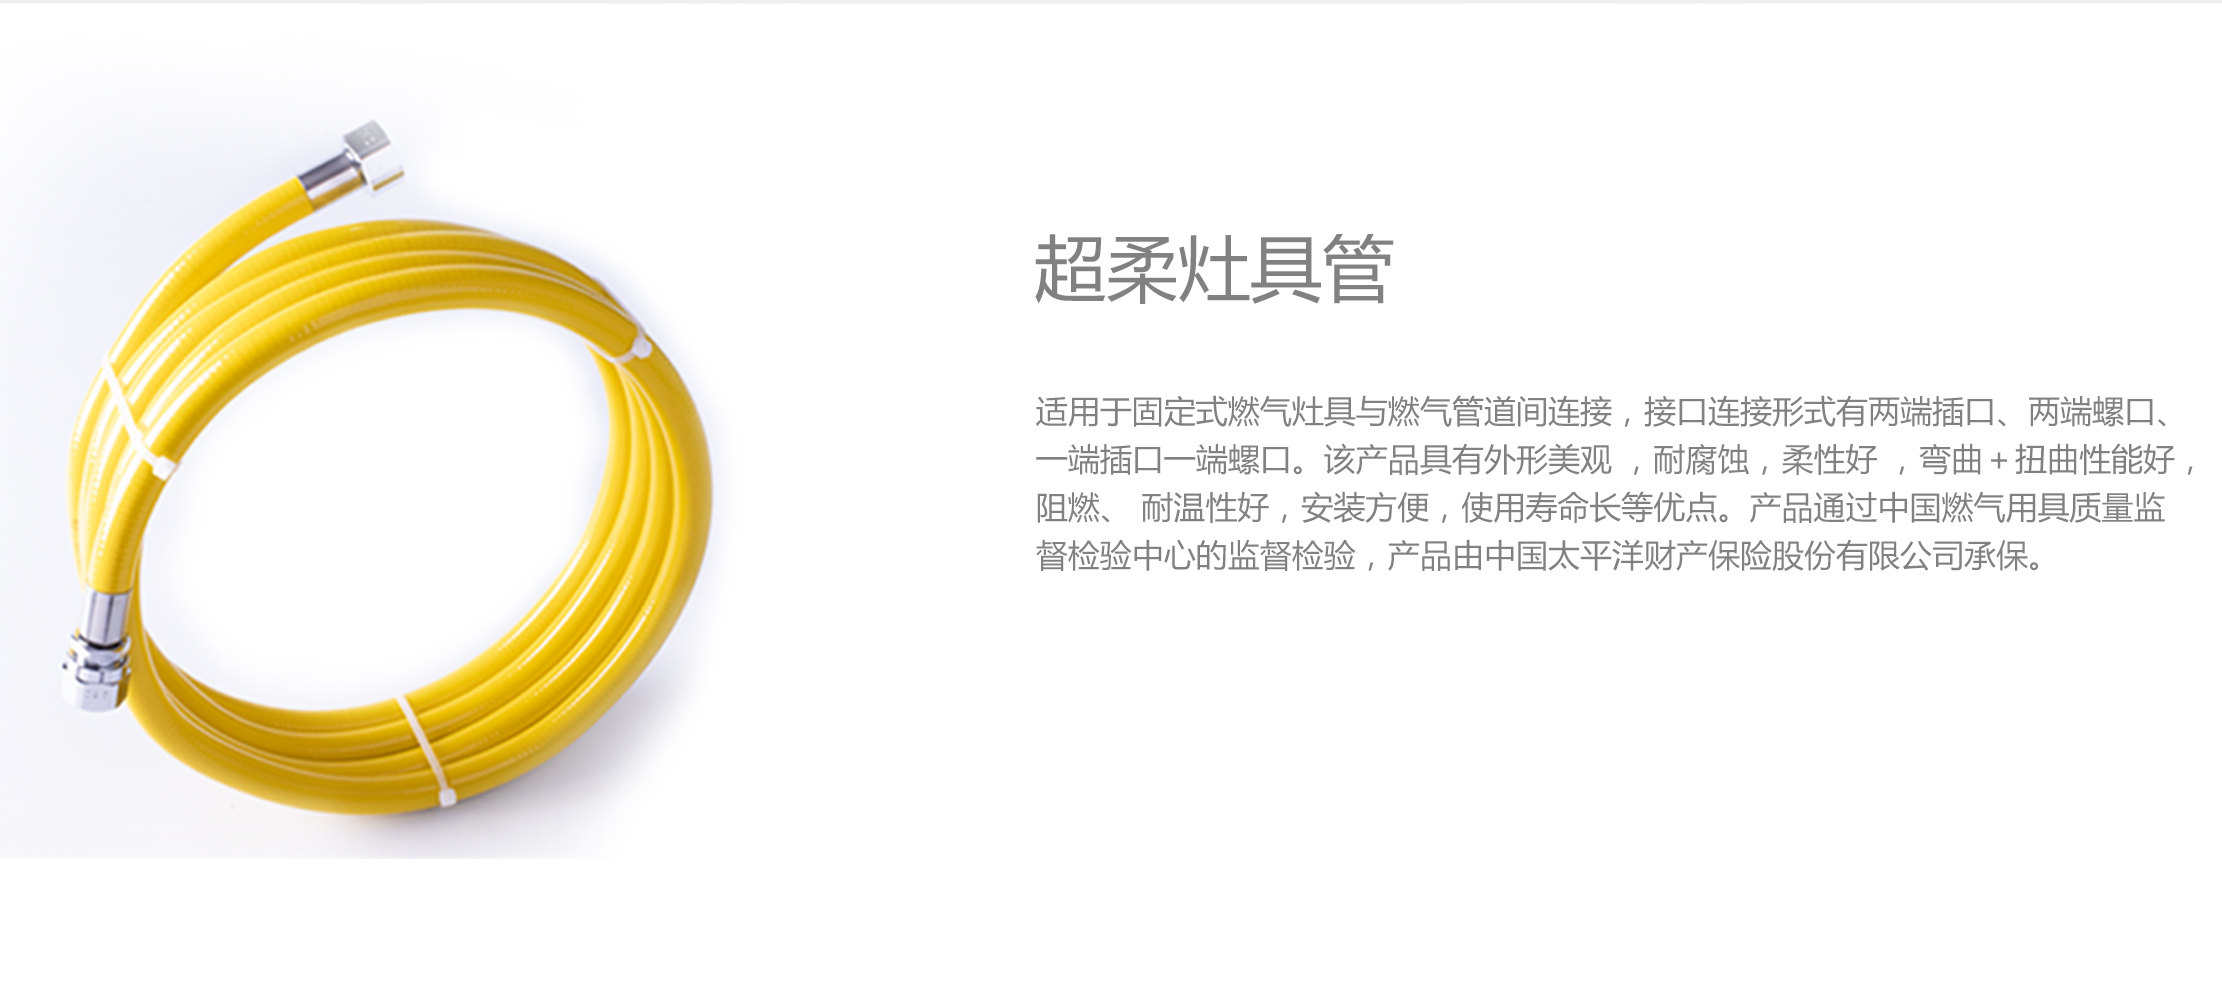 超柔灶具管
适用于固定式燃气灶具与燃气管道间连接，接口连接形式有两端插口、两端螺口、
一端插口一端螺口。该产品具有外形美观 ，耐腐蚀，柔性好 ，弯曲+扭曲性能好，
阻燃、 耐温性好，安装方便，使用寿命长等优点。产品通过中国燃气用具质量监
督检验中心的监督检验，产品由中国太平洋财产保险股份有限公司承保。